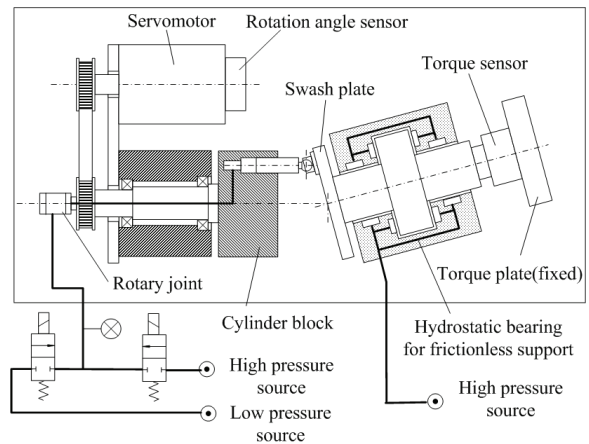 Servomotor
Rotation angle sensor
Torque sensor
Swash plate
Rotary joint
Torque plate(fixed)
Cylinder block
Hydrostatic bearing
for frictionless support
High pressure
source
Low pressure
source
High pressure
source